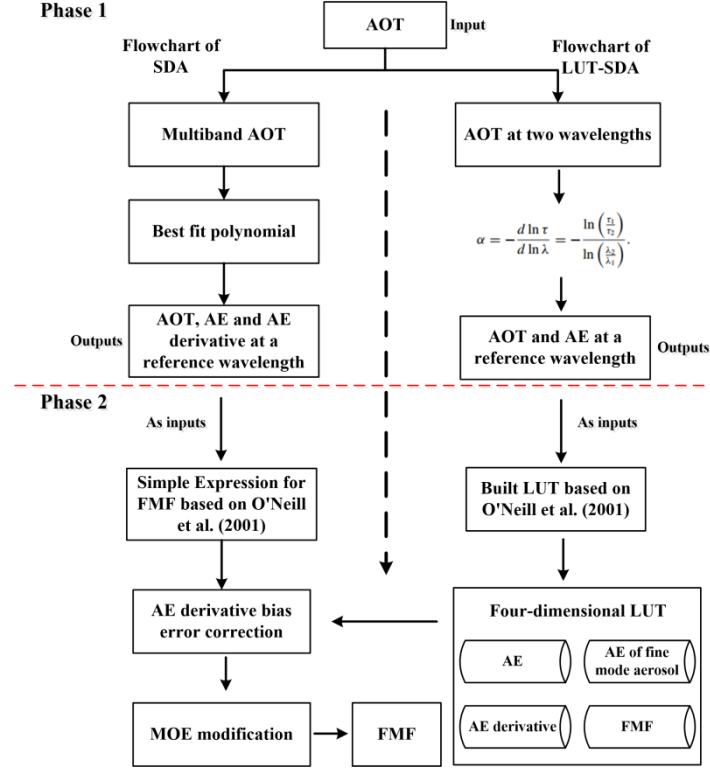 Phase 1
AOT
Input
Flowchart of
SDA
Flowchart of
LUT-SDA
Multiband AOT
AOT at two wavelengths
Best fit polynomial
α = − d ln τ / d ln λ = − ln (τ₁/τ₂) / ln (λ₂/λ₁).
Outputs
AOT, AE and AE
derivative at a
reference wavelength
AOT and AE at a
reference wavelength
Outputs
Phase 2
As inputs
As inputs
Simple Expression for
FMF based on O'Neill
et al. (2001)
Built LUT based on
O'Neill et al. (2001)
AE derivative bias
error correction
Four-dimensional LUT
AE
AE of fine
mode aerosol
AE derivative
FMF
MOE modification
FMF